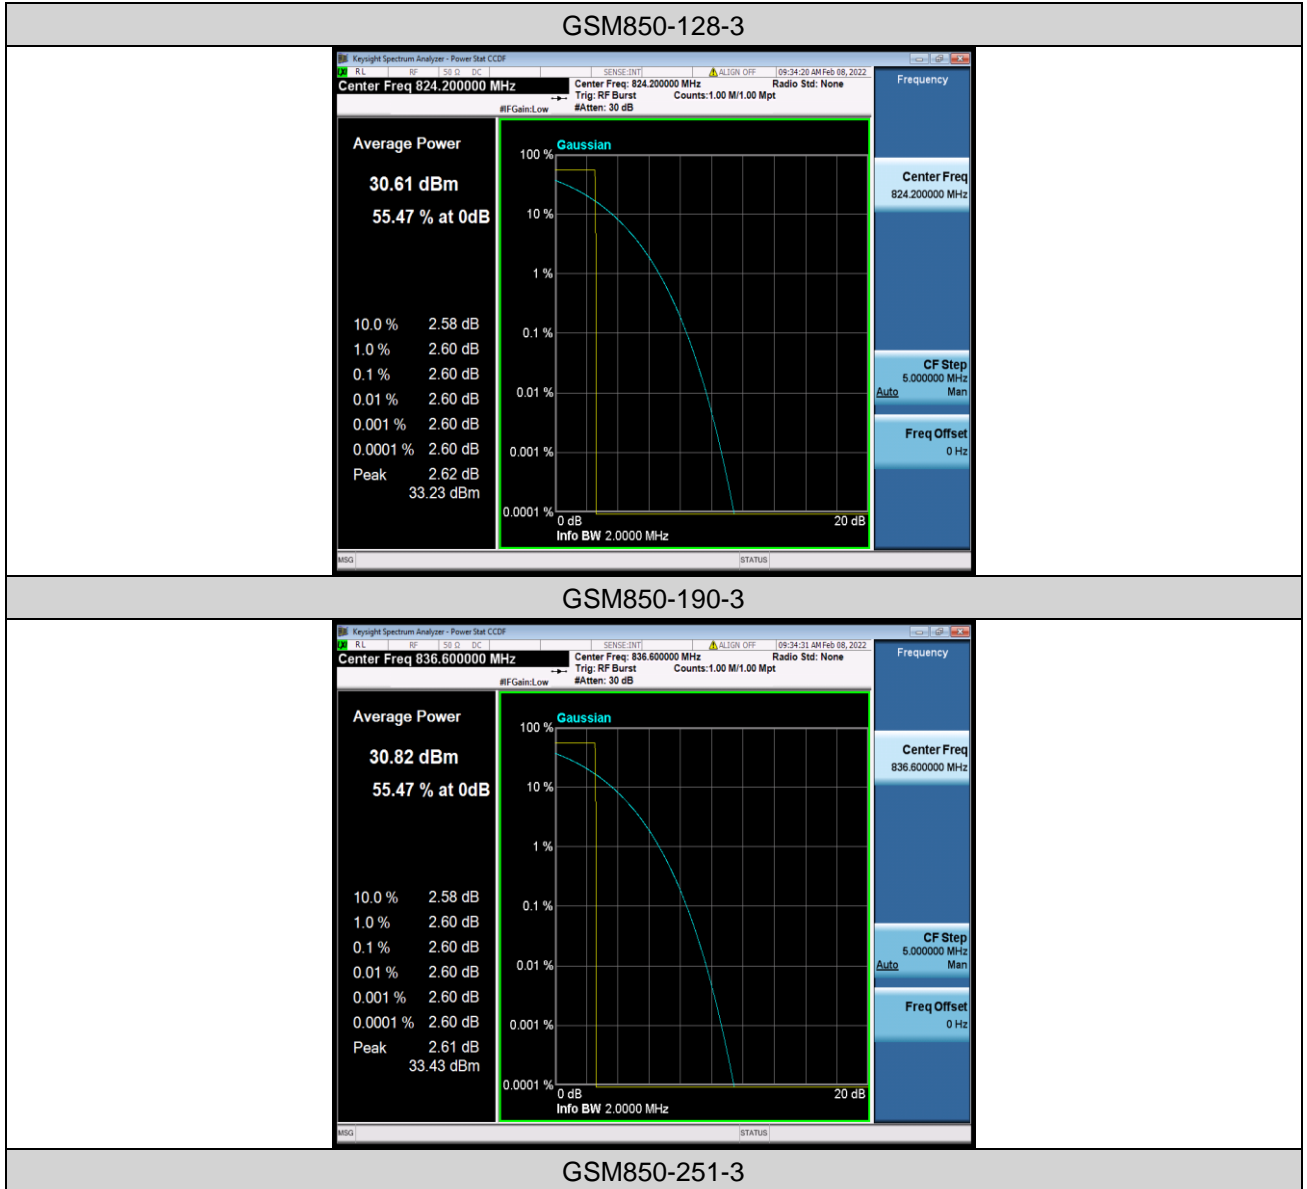 GSM850-128-3
Keysight Spectrum Analyzer - Power Stat CCDF
RL RF 50 Ω DC SENSE:INT ALIGN OFF 09:34:20 AM Feb 08, 2022
Center Freq 824.200000 MHz
Center Freq: 824.200000 MHz Radio Std: None
Trig: RF Burst Counts:1.00 M/1.00 Mpt
#IFGain:Low #Atten: 30 dB
Frequency
Average Power
30.61 dBm
55.47 % at 0dB
10.0 % 2.58 dB
1.0 % 2.60 dB
0.1 % 2.60 dB
0.01 % 2.60 dB
0.001 % 2.60 dB
0.0001 % 2.60 dB
Peak 2.62 dB
33.23 dBm
Gaussian
100 %
10 %
1 %
0.1 %
0.01 %
0.001 %
0.0001 %
0 dB 20 dB
Info BW 2.0000 MHz
Center Freq
824.200000 MHz
CF Step
5.000000 MHz
Auto Man
Freq Offset
0 Hz
MSG STATUS
GSM850-190-3
Keysight Spectrum Analyzer - Power Stat CCDF
RL RF 50 Ω DC SENSE:INT ALIGN OFF 09:34:31 AM Feb 08, 2022
Center Freq 836.600000 MHz
Center Freq: 836.600000 MHz Radio Std: None
Trig: RF Burst Counts:1.00 M/1.00 Mpt
#IFGain:Low #Atten: 30 dB
Frequency
Average Power
30.82 dBm
55.47 % at 0dB
10.0 % 2.58 dB
1.0 % 2.60 dB
0.1 % 2.60 dB
0.01 % 2.60 dB
0.001 % 2.60 dB
0.0001 % 2.60 dB
Peak 2.61 dB
33.43 dBm
Gaussian
100 %
10 %
1 %
0.1 %
0.01 %
0.001 %
0.0001 %
0 dB 20 dB
Info BW 2.0000 MHz
Center Freq
836.600000 MHz
CF Step
5.000000 MHz
Auto Man
Freq Offset
0 Hz
MSG STATUS
GSM850-251-3